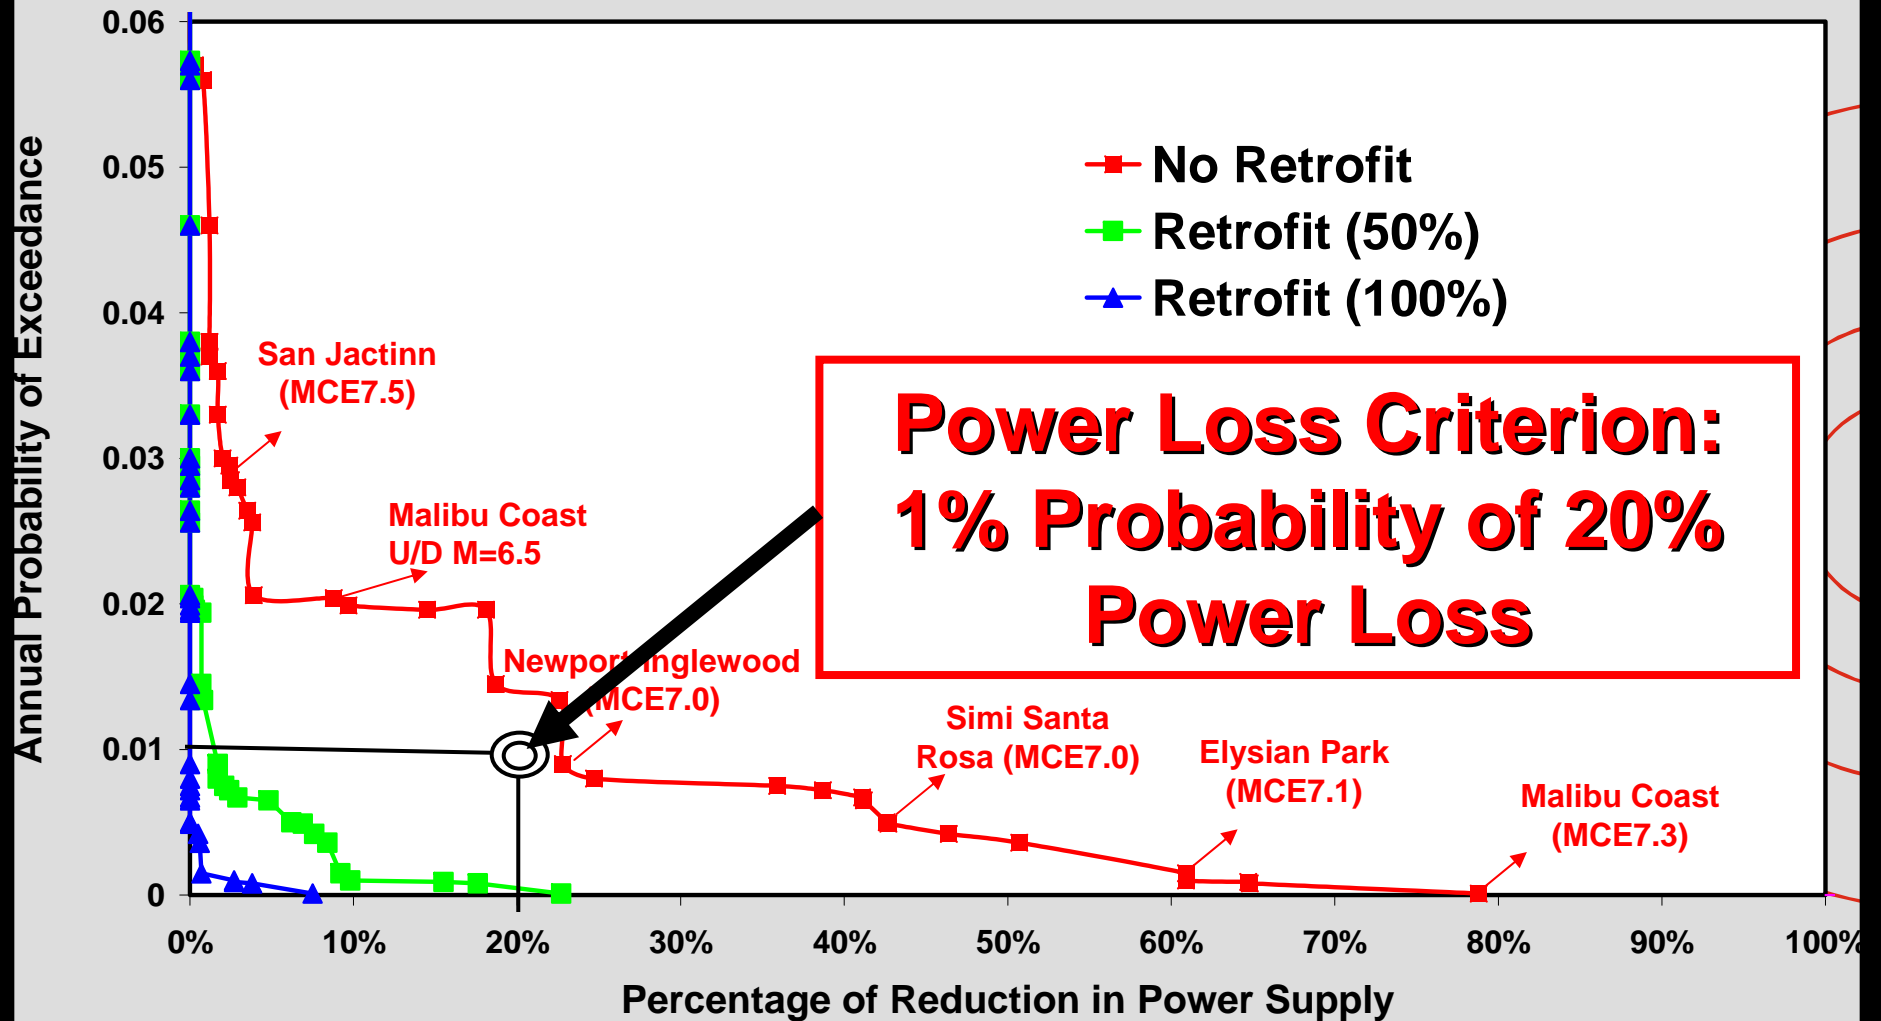 0.06
0.05
0.04
0.03
0.02
0.01
0
Annual Probability of Exceedance
No Retrofit
Retrofit (50%)
Retrofit (100%)
San Jactinn
(MCE7.5)
Malibu Coast
U/D M=6.5
Power Loss Criterion:
1% Probability of 20%
Power Loss
Newport-Inglewood
(MCE7.0)
Simi Santa
Rosa (MCE7.0)
Elysian Park
(MCE7.1)
Malibu Coast
(MCE7.3)
0% 10% 20% 30% 40% 50% 60% 70% 80% 90% 100%
Percentage of Reduction in Power Supply